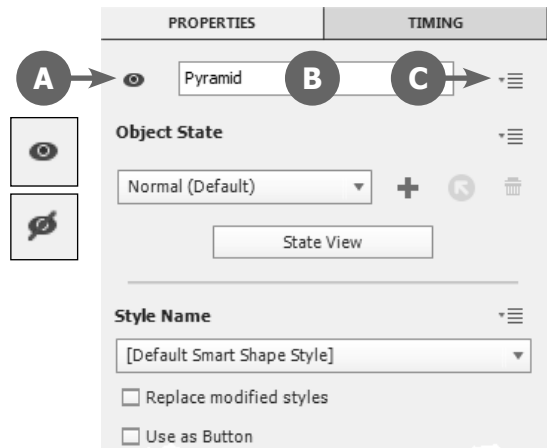 PROPERTIES TIMING
A Pyramid B C
Object State
Normal (Default)
State View
Style Name
[Default Smart Shape Style]
Replace modified styles
Use as Button